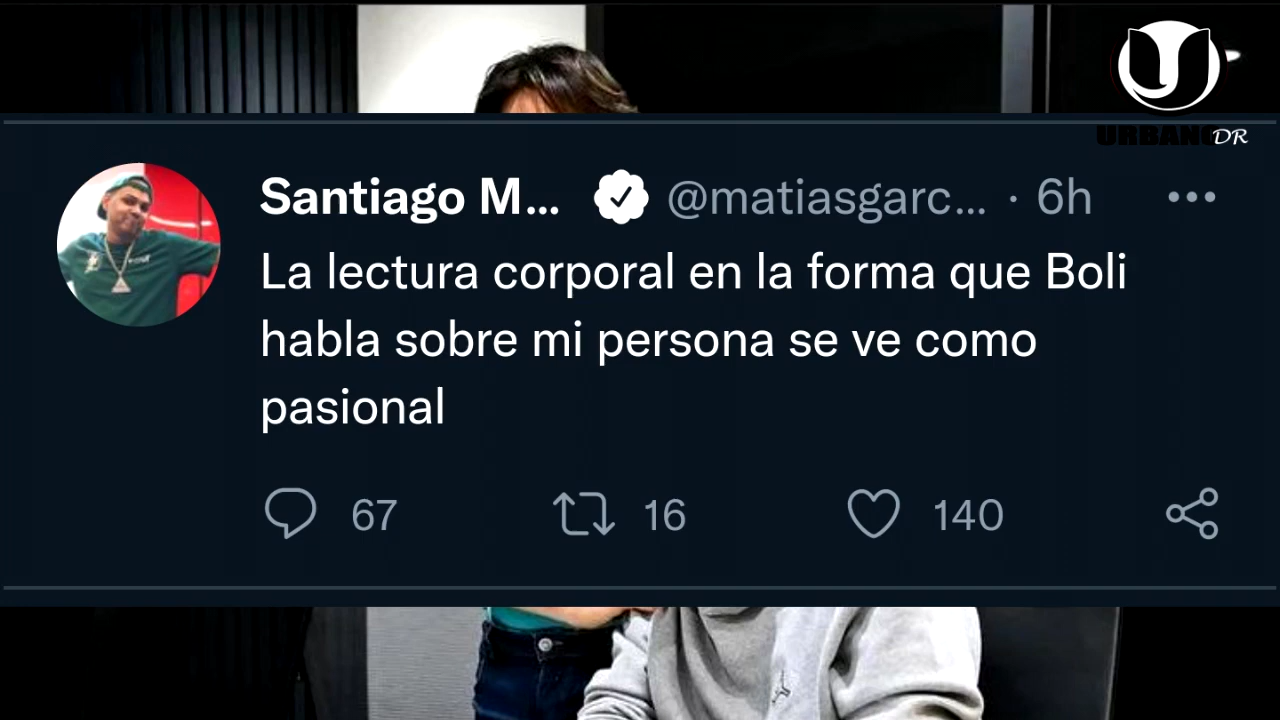 URBANO DR
Santiago M... @matiasgarc... · 6h
La lectura corporal en la forma que Boli
habla sobre mi persona se ve como
pasional
67 16 140